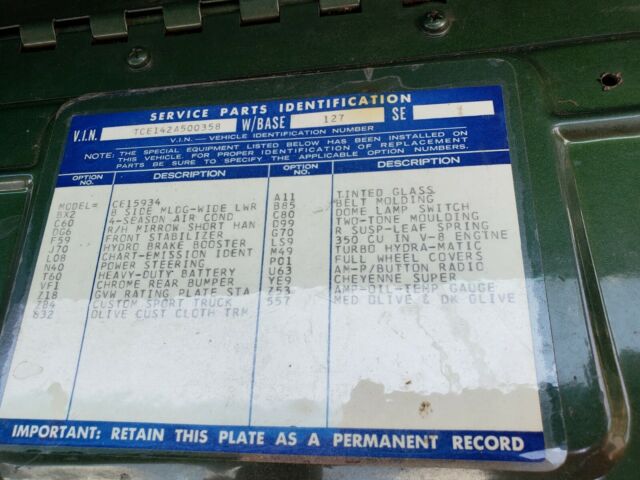 SERVICE PARTS IDENTIFICATION
V.I.N. TCE142A500358 W/BASE 127 SE 1
V.I.N. — VEHICLE IDENTIFICATION NUMBER
NOTE: THE SPECIAL EQUIPMENT LISTED BELOW HAS BEEN INSTALLED ON
THIS VEHICLE. FOR PROPER IDENTIFICATION OF REPLACEMENT
PARTS BE SURE TO SPECIFY THE APPLICABLE OPTION NUMBERS.
OPTION NO. DESCRIPTION OPTION NO. DESCRIPTION
MODEL= CE15934 A11 TINTED GLASS
BX2 B SIDE MLDG-WIDE LWR B85 BELT MOLDING
C60 4-SEASON AIR COND C80 DOME LAMP SWITCH
DG6 R/H MIRROW SHORT HAN D99 TWO-TONE MOULDING
F59 FRONT STABILIZER G70 R SUSP-LEAF SPRING
J70 HYDRO BRAKE BOOSTER LS9 350 CU IN V-8 ENGINE
L08 CHART-EMISSION IDENT M49 TURBO HYDRA-MATIC
N40 POWER STEERING P01 FULL WHEEL COVERS
T60 HEAVY-DUTY BATTERY U63 AM-P/BUTTON RADIO
VF1 CHROME REAR BUMPER YE9 CHEYENNE SUPER
Z18 GVW RATING PLATE STA Z53 AMP-OIL-TEMP GAUGE
Z84 CUSTOM SPORT TRUCK 557 MED OLIVE & DK OLIVE
832 OLIVE CUST CLOTH TRM
IMPORTANT: RETAIN THIS PLATE AS A PERMANENT RECORD